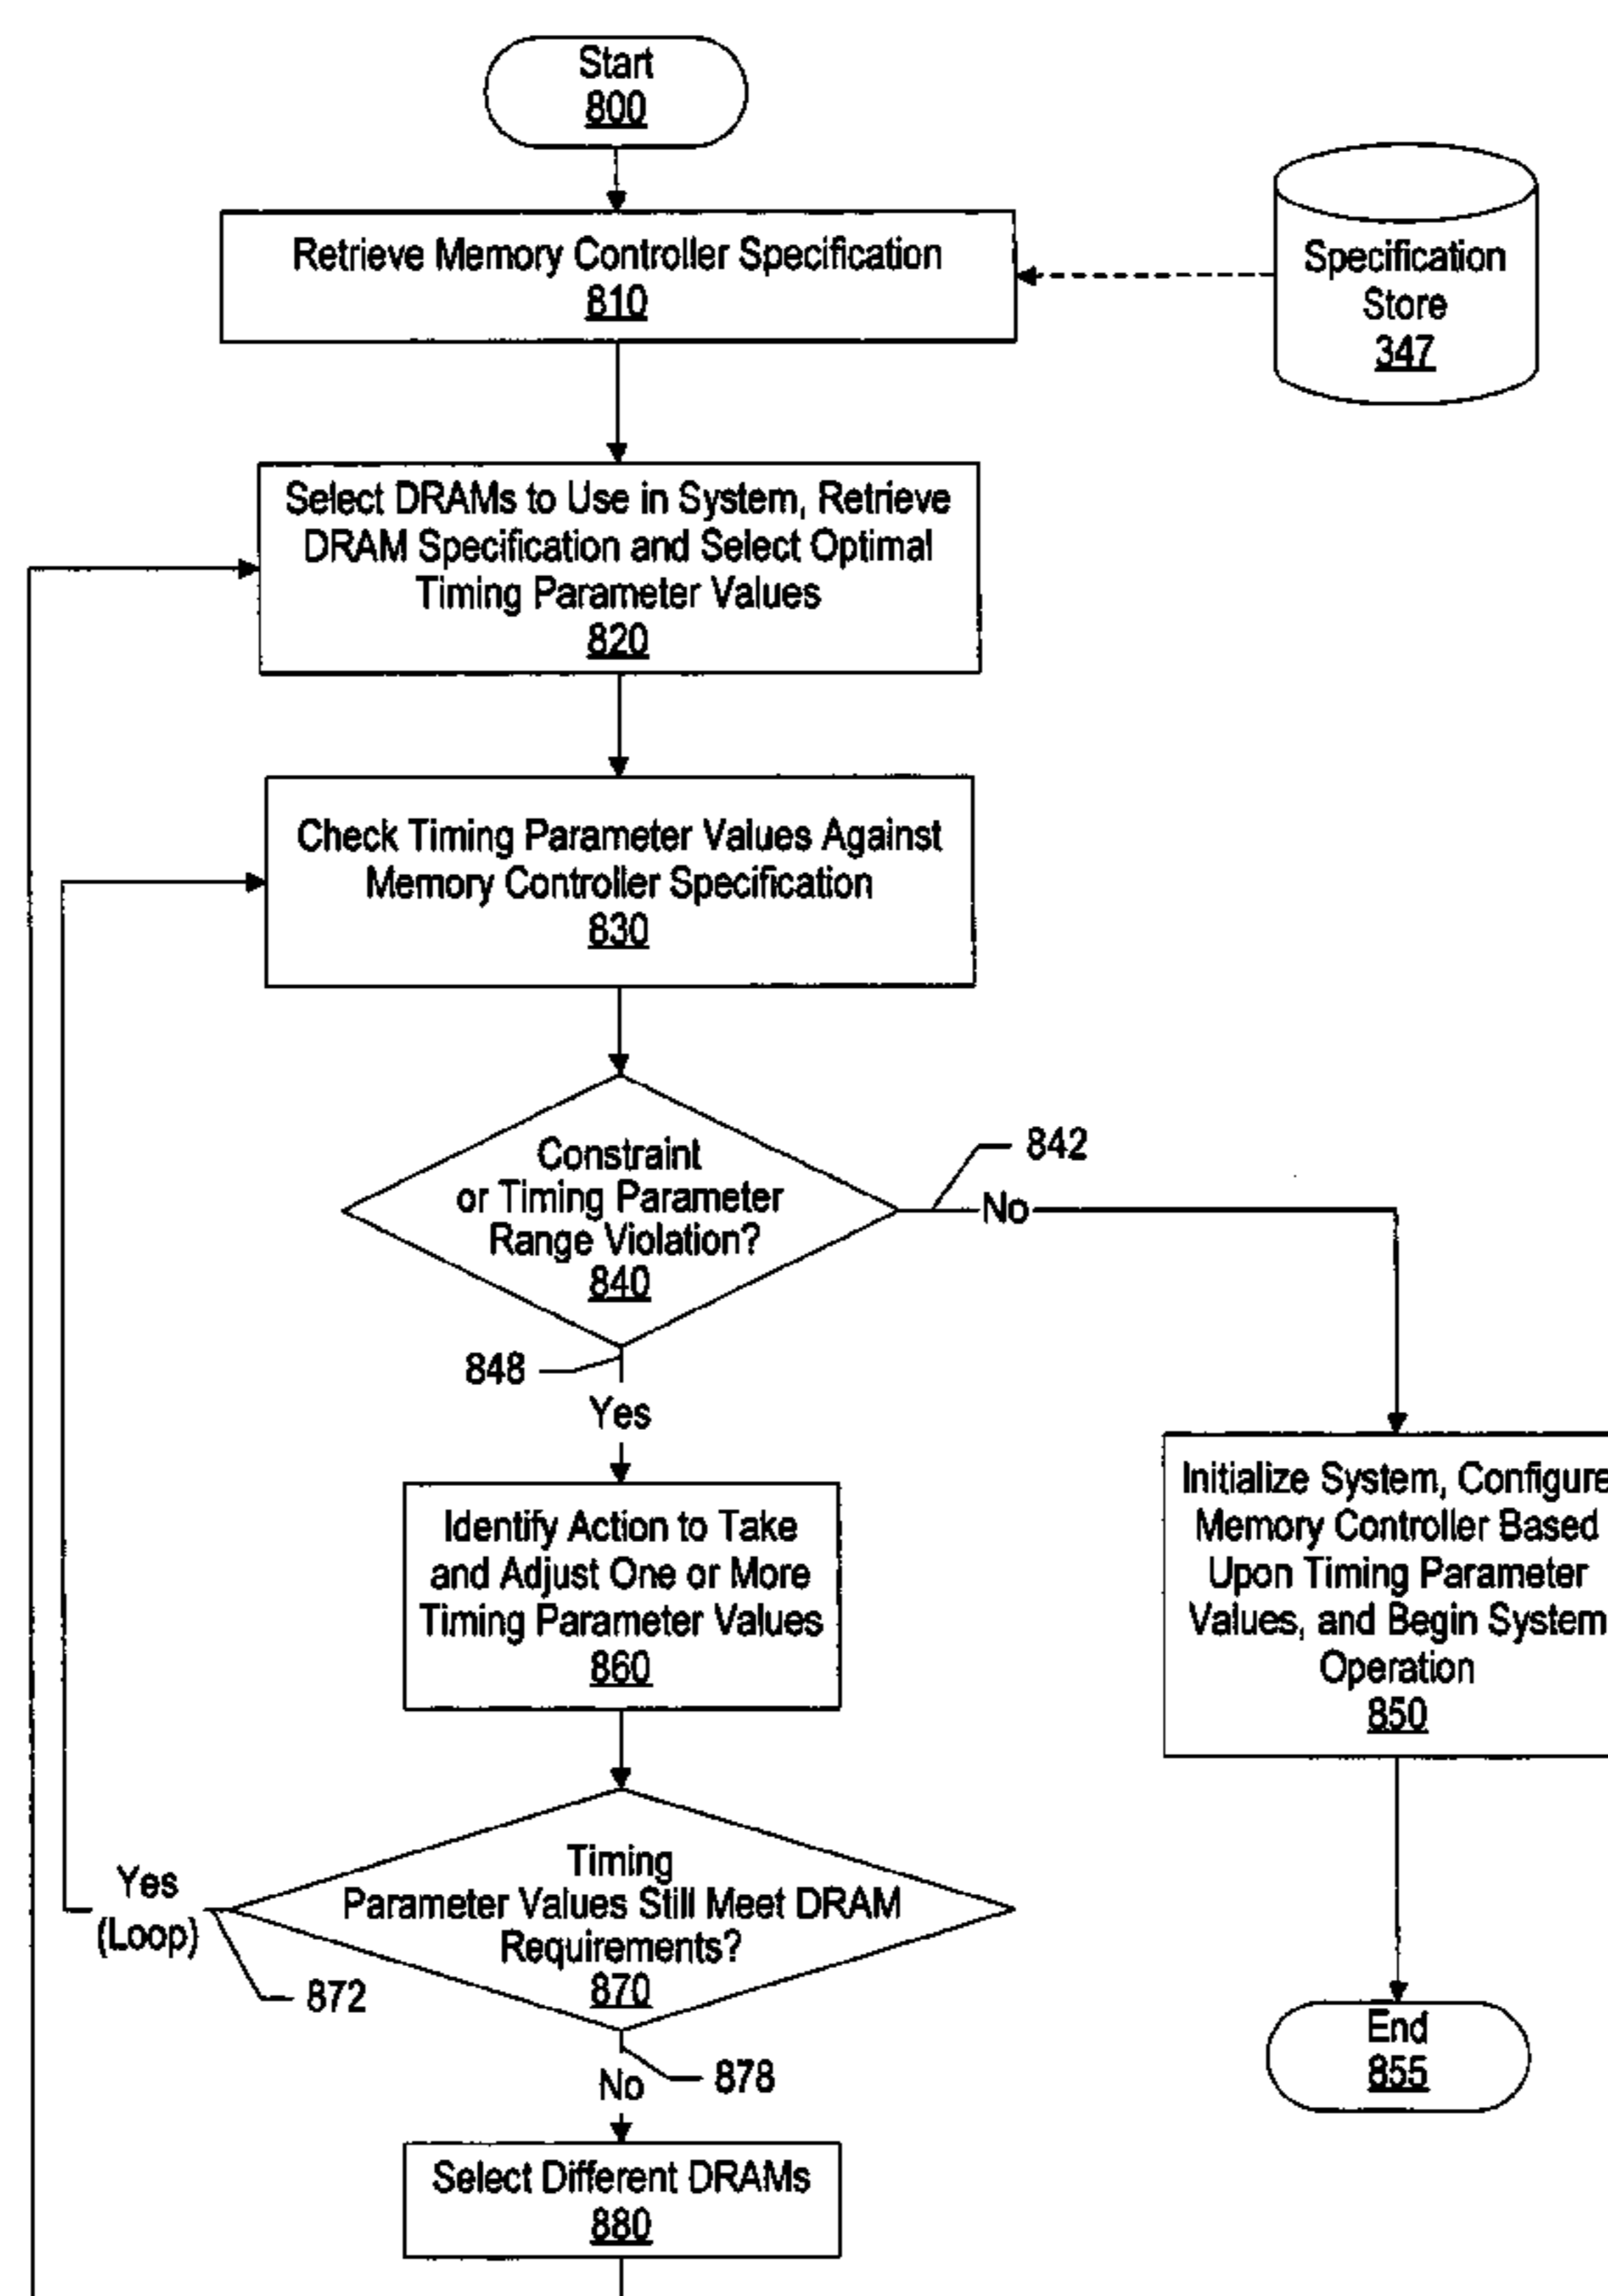 Start
800
Retrieve Memory Controller Specification
810
Specification
Store
347
Select DRAMs to Use in System, Retrieve
DRAM Specification and Select Optimal
Timing Parameter Values
820
Check Timing Parameter Values Against
Memory Controller Specification
830
Constraint
or Timing Parameter
Range Violation?
840
842
No
848
Yes
Initialize System, Configure
Memory Controller Based
Upon Timing Parameter
Values, and Begin System
Operation
850
Identify Action to Take
and Adjust One or More
Timing Parameter Values
860
Timing
Parameter Values Still Meet DRAM
Requirements?
870
Yes
(Loop)
872
878
No
End
855
Select Different DRAMs
880